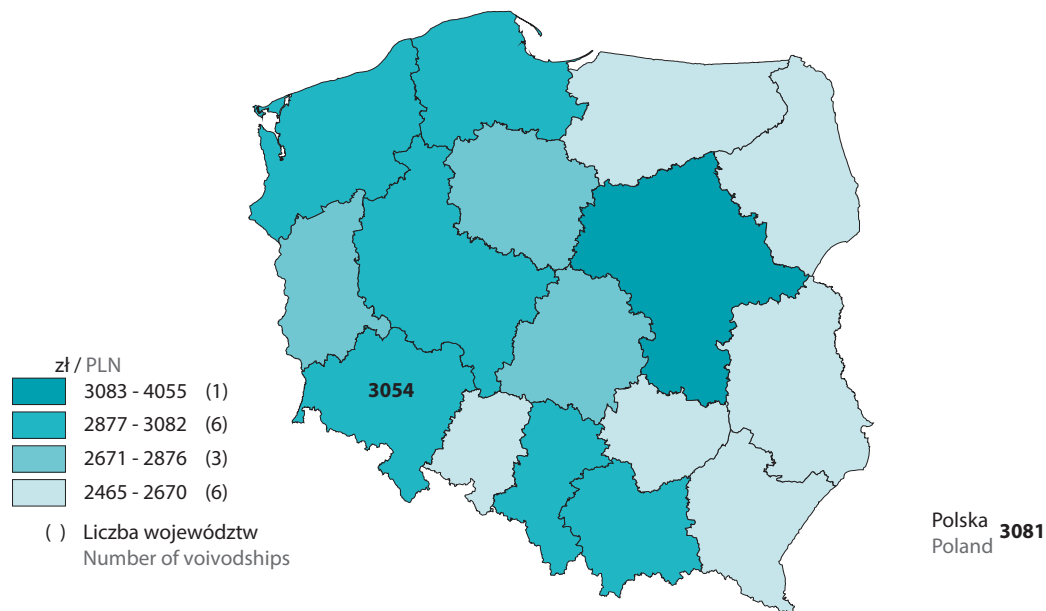 zł / PLN
3083 - 4055 (1)
2877 - 3082 (6)
2671 - 2876 (3)
2465 - 2670 (6)
( ) Liczba województw
Number of voivodships
3054
Polska 3081
Poland